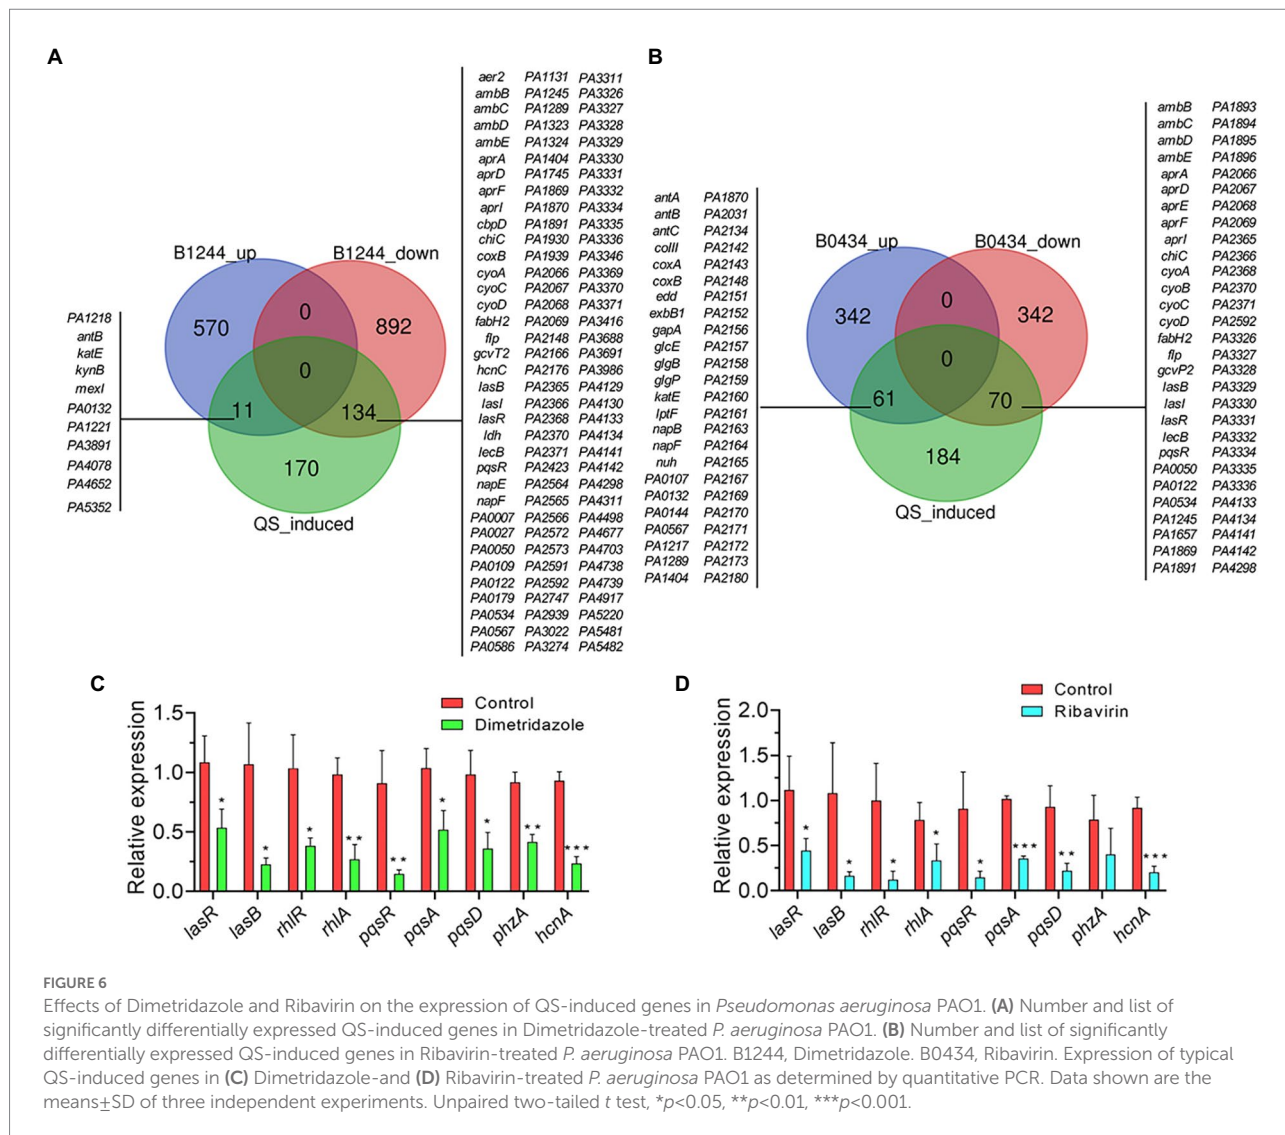 A
B1244_up
B1244_down
0
570
892
0
11
134
170
QS_induced
PA1218
antB
katE
kynB
mexI
PA0132
PA1221
PA3891
PA4078
PA4652
PA5352
aer2 PA1131 PA3311
ambB PA1245 PA3326
ambC PA1289 PA3327
ambD PA1323 PA3328
ambE PA1324 PA3329
aprA PA1404 PA3330
aprD PA1745 PA3331
aprF PA1869 PA3332
aprI PA1870 PA3334
cbpD PA1891 PA3335
chiC PA1930 PA3336
coxB PA1939 PA3346
cyoA PA2066 PA3369
cyoC PA2067 PA3370
cyoD PA2068 PA3371
fabH2 PA2069 PA3416
flp PA2148 PA3688
gcvT2 PA2166 PA3691
hcnC PA2176 PA3986
lasB PA2365 PA4129
lasI PA2366 PA4130
lasR PA2368 PA4133
ldh PA2370 PA4134
lecB PA2371 PA4141
pqsR PA2423 PA4142
napE PA2564 PA4298
napF PA2565 PA4311
PA0007 PA2566 PA4498
PA0027 PA2572 PA4677
PA0050 PA2573 PA4703
PA0109 PA2591 PA4738
PA0122 PA2592 PA4739
PA0179 PA2747 PA4917
PA0534 PA2939 PA5220
PA0567 PA3022 PA5481
PA0586 PA3274 PA5482
B
antA PA1870
antB PA2031
antC PA2134
coIII PA2142
coxA PA2143
coxB PA2148
edd PA2151
exbB1 PA2152
gapA PA2156
glcE PA2157
glgB PA2158
glgP PA2159
katE PA2160
lptF PA2161
napB PA2163
napF PA2164
nuh PA2165
PA0107 PA2167
PA0132 PA2169
PA0144 PA2170
PA0567 PA2171
PA1217 PA2172
PA1289 PA2173
PA1404 PA2180
B0434_up
B0434_down
0
342
342
0
61
70
184
QS_induced
ambB PA1893
ambC PA1894
ambD PA1895
ambE PA1896
aprA PA2066
aprD PA2067
aprE PA2068
aprF PA2069
aprI PA2365
chiC PA2366
cyoA PA2368
cyoB PA2370
cyoC PA2371
cyoD PA2592
fabH2 PA3326
flp PA3327
gcvP2 PA3328
lasB PA3329
lasI PA3330
lasR PA3331
lecB PA3332
pqsR PA3334
PA0050 PA3335
PA0122 PA3336
PA0534 PA4133
PA1245 PA4134
PA1657 PA4141
PA1869 PA4142
PA1891 PA4298
C
Control
Dimetridazole
Relative expression
1.5
1.0
0.5
0.0
* * * ** ** * * ** ***
lasR lasB rhlR rhlA pqsR pqsA pqsD phzA hcnA
D
Control
Ribavirin
Relative expression
2.0
1.5
1.0
0.5
0.0
* * * * * *** ** ***
lasR lasB rhlR rhlA pqsR pqsA pqsD phzA hcnA
FIGURE 6
Effects of Dimetridazole and Ribavirin on the expression of QS-induced genes in Pseudomonas aeruginosa PAO1. (A) Number and list of
significantly differentially expressed QS-induced genes in Dimetridazole-treated P. aeruginosa PAO1. (B) Number and list of significantly
differentially expressed QS-induced genes in Ribavirin-treated P. aeruginosa PAO1. B1244, Dimetridazole. B0434, Ribavirin. Expression of typical
QS-induced genes in (C) Dimetridazole-and (D) Ribavirin-treated P. aeruginosa PAO1 as determined by quantitative PCR. Data shown are the
means±SD of three independent experiments. Unpaired two-tailed t test, *p<0.05, **p<0.01, ***p<0.001.